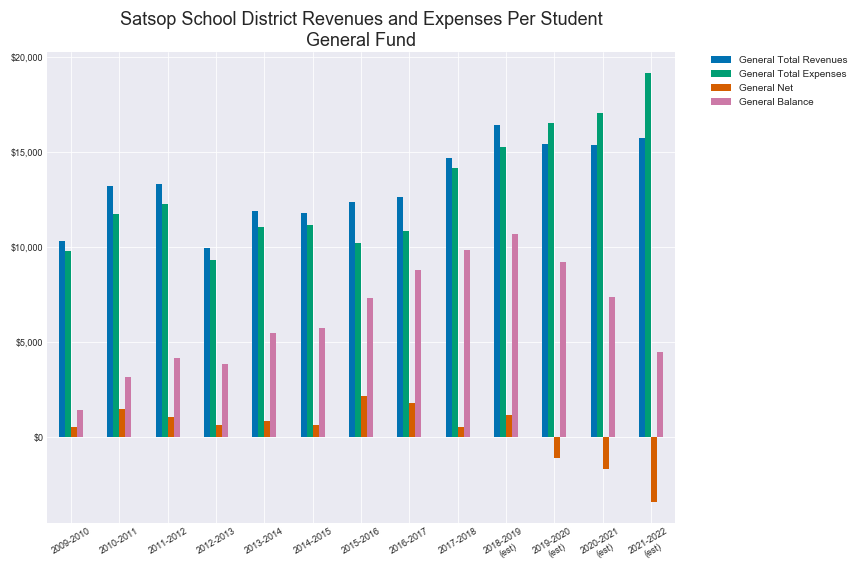 Satsop School District Revenues and Expenses Per Student
General Fund
General Total Revenues
General Total Expenses
General Net
General Balance
$20,000
$15,000
$10,000
$5,000
$0
2009-2010
2010-2011
2011-2012
2012-2013
2013-2014
2014-2015
2015-2016
2016-2017
2017-2018
2018-2019
(est)
2019-2020
(est)
2020-2021
(est)
2021-2022
(est)